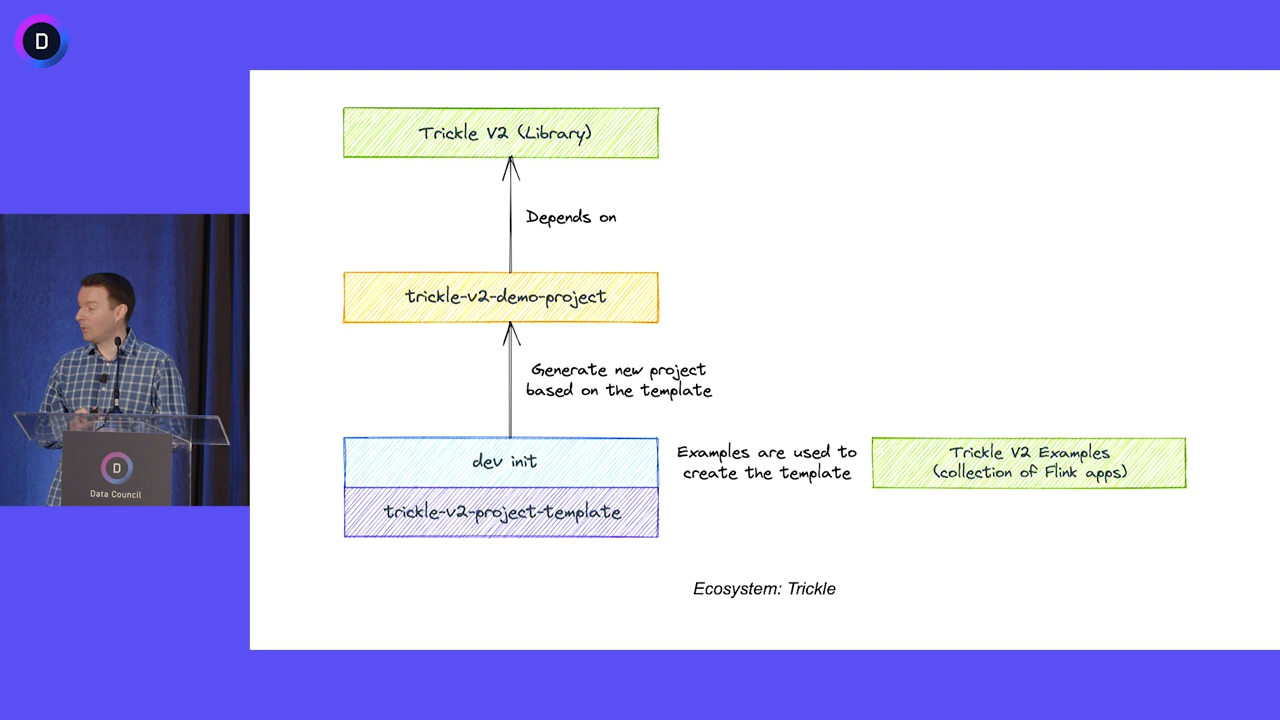 D
Trickle V2 (Library)
Depends on
trickle-v2-demo-project
Generate new project
based on the template
dev init
Examples are used to
create the template
Trickle V2 Examples
(collection of Flink apps)
trickle-v2-project-template
Ecosystem: Trickle
D
Data Council